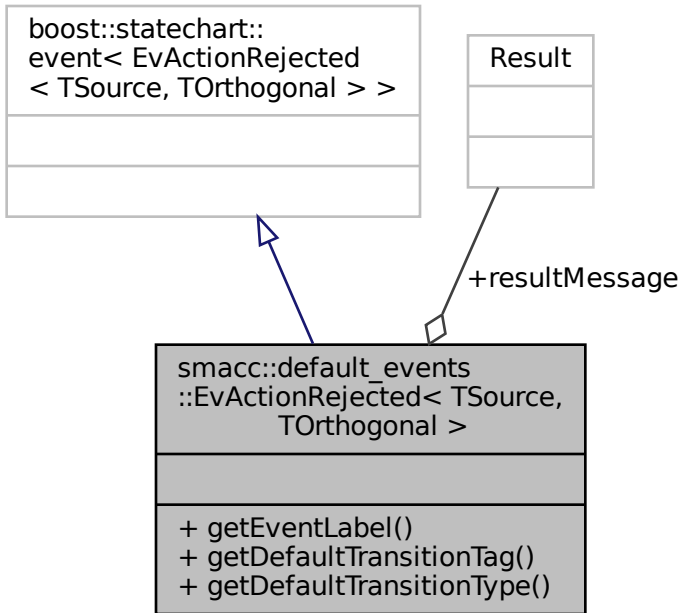 boost::statechart::
event< EvActionRejected
< TSource, TOrthogonal > >
Result
+resultMessage
smacc::default_events
::EvActionRejected< TSource,
TOrthogonal >
+ getEventLabel()
+ getDefaultTransitionTag()
+ getDefaultTransitionType()